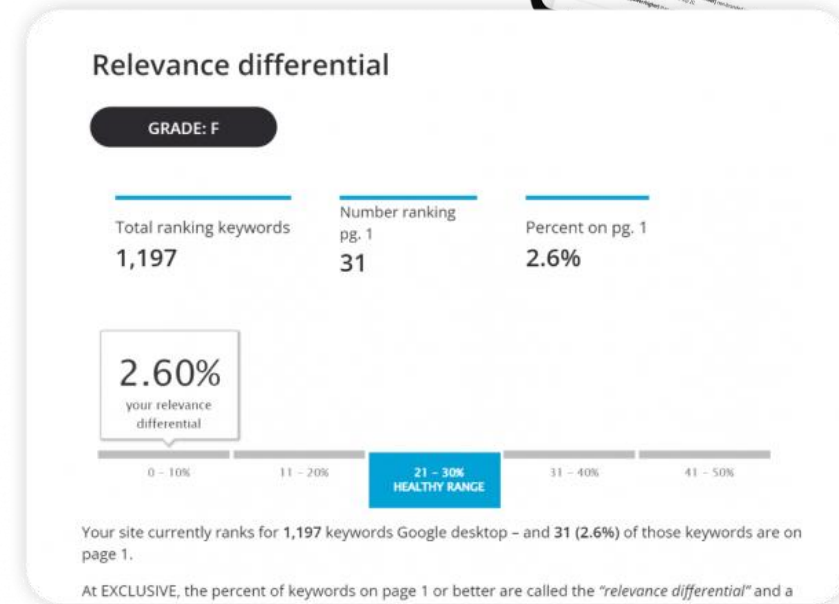 Relevance differential
GRADE: F
Total ranking keywords
1,197
Number ranking
pg. 1
31
Percent on pg. 1
2.6%
2.60%
your relevance
differential
0 – 10%
11 – 20%
21 – 30%
HEALTHY RANGE
31 – 40%
41 – 50%
Your site currently ranks for 1,197 keywords Google desktop – and 31 (2.6%) of those keywords are on
page 1.
At EXCLUSIVE, the percent of keywords on page 1 or better are called the "relevance differential" and a